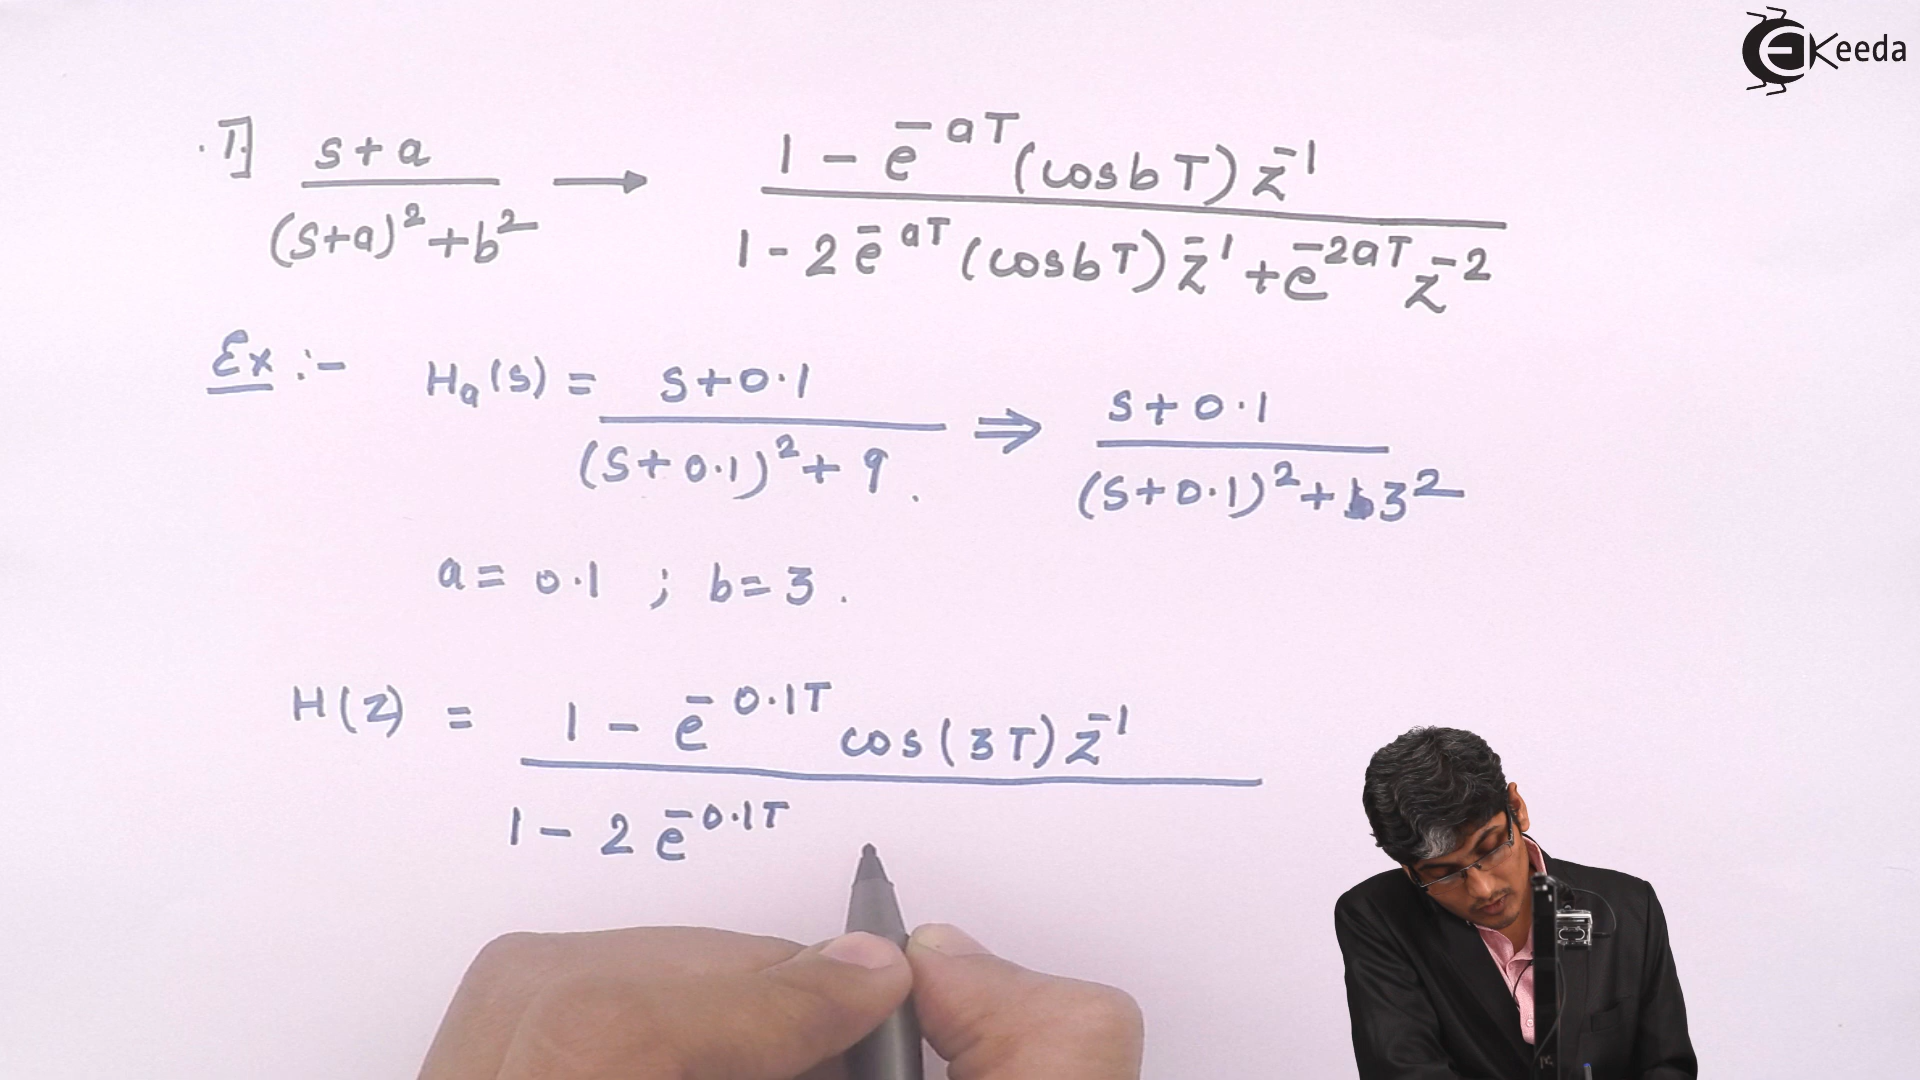 EKeeda
1] s+a / (s+a)² + b² → 1 - e^-aT (cos bT) z^-1 / 1 - 2 e^-aT (cos bT) z^-1 + e^-2aT z^-2
Ex :- Ha(s) = s+0.1 / (s+0.1)² + 9. ⇒ s+0.1 / (s+0.1)² + 3²
a = 0.1 ; b = 3.
H(z) = 1 - e^-0.1T cos(3T) z^-1 / 1 - 2 e^-0.1T